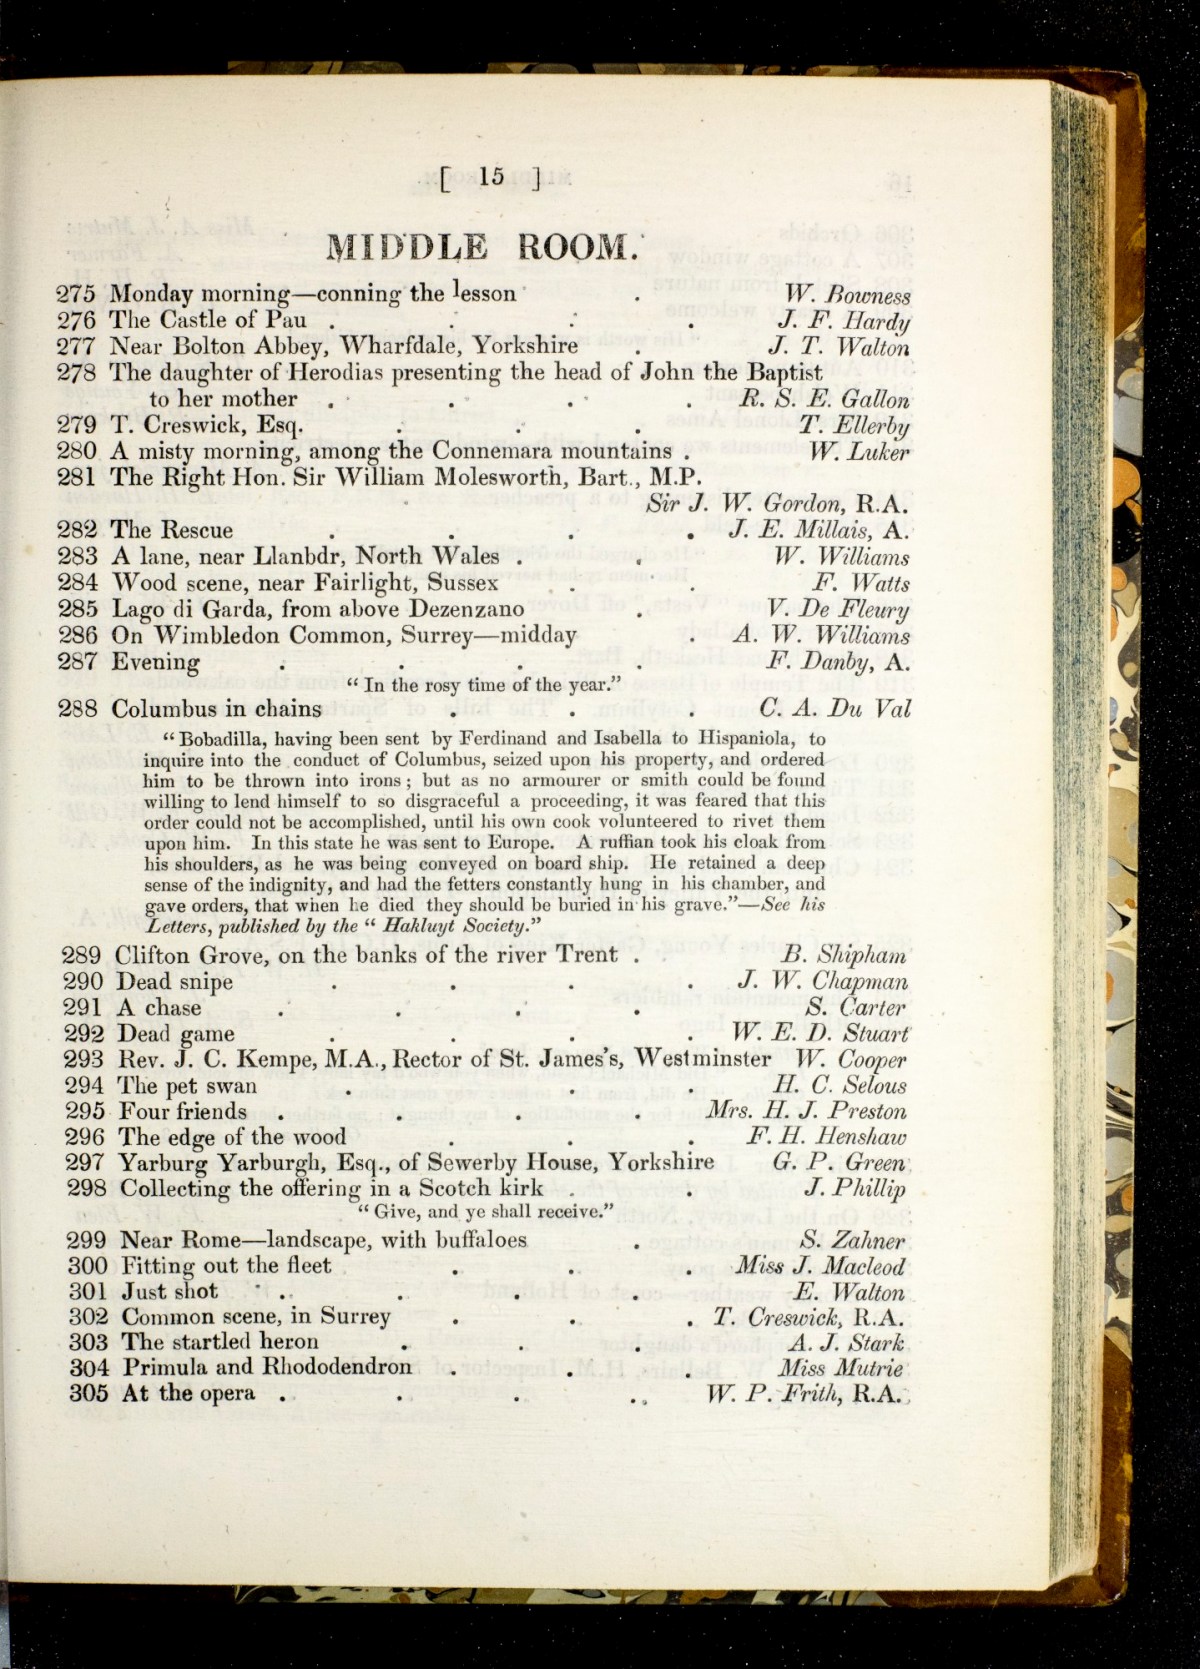 [ 15 ]
MIDDLE ROOM.
275 Monday morning—conning the lesson . W. Bowness
276 The Castle of Pau . . . . J. F. Hardy
277 Near Bolton Abbey, Wharfdale, Yorkshire . J. T. Walton
278 The daughter of Herodias presenting the head of John the Baptist
to her mother . . . . R. S. E. Gallon
279 T. Creswick, Esq. . . . T. Ellerby
280 A misty morning, among the Connemara mountains . W. Luker
281 The Right Hon. Sir William Molesworth, Bart., M.P.
Sir J. W. Gordon, R.A.
282 The Rescue . . . . J. E. Millais, A.
283 A lane, near Llanbdr, North Wales . . W. Williams
284 Wood scene, near Fairlight, Sussex . . F. Watts
285 Lago di Garda, from above Dezenzano . V. De Fleury
286 On Wimbledon Common, Surrey—midday . A. W. Williams
287 Evening . . . . F. Danby, A.
“ In the rosy time of the year.”
288 Columbus in chains . . . C. A. Du Val
“ Bobadilla, having been sent by Ferdinand and Isabella to Hispaniola, to
inquire into the conduct of Columbus, seized upon his property, and ordered
him to be thrown into irons ; but as no armourer or smith could be found
willing to lend himself to so disgraceful a proceeding, it was feared that this
order could not be accomplished, until his own cook volunteered to rivet them
upon him. In this state he was sent to Europe. A ruffian took his cloak from
his shoulders, as he was being conveyed on board ship. He retained a deep
sense of the indignity, and had the fetters constantly hung in his chamber, and
gave orders, that when he died they should be buried in his grave.”—See his
Letters, published by the “ Hakluyt Society.”
289 Clifton Grove, on the banks of the river Trent . B. Shipham
290 Dead snipe . . . . J. W. Chapman
291 A chase . . . . S. Carter
292 Dead game . . . . W. E. D. Stuart
293 Rev. J. C. Kempe, M.A., Rector of St. James’s, Westminster W. Cooper
294 The pet swan . . . . H. C. Selous
295 Four friends . . . . Mrs. H. J. Preston
296 The edge of the wood . . . F. H. Henshaw
297 Yarburg Yarburgh, Esq., of Sewerby House, Yorkshire G. P. Green
298 Collecting the offering in a Scotch kirk . . J. Phillip
“ Give, and ye shall receive.”
299 Near Rome—landscape, with buffaloes . S. Zahner
300 Fitting out the fleet . . . Miss J. Macleod
301 Just shot . . . . E. Walton
302 Common scene, in Surrey . . . T. Creswick, R.A.
303 The startled heron . . . A. J. Stark
304 Primula and Rhododendron . . . Miss Mutrie
305 At the opera . . . . W. P. Frith, R.A.